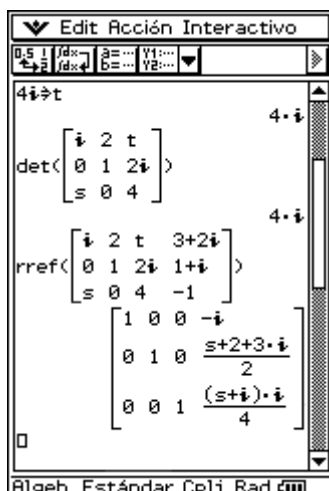 Edit Acción Interactivo
4i⇒t
4·i
det([i 2 t
0 1 2i
s 0 4])
4·i
rref([i 2 t 3+2i
0 1 2i 1+i
s 0 4 -1])
[1 0 0 -i
0 1 0 (s+2+3·i)/2
0 0 1 ((s+i)·i)/4]
Algeb Estándar Cplj Rad